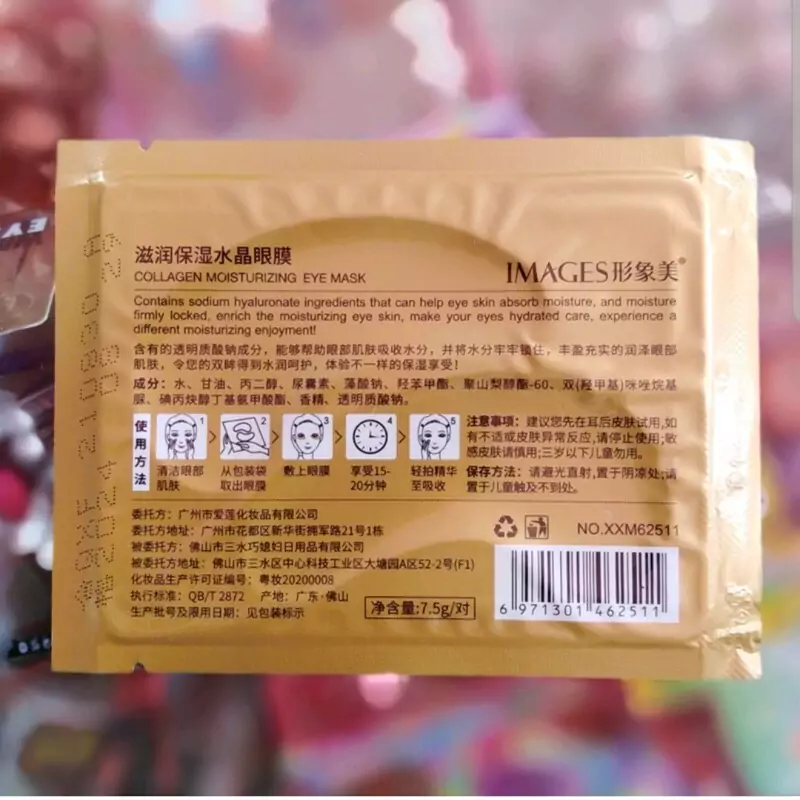 滋润保湿水晶眼膜
COLLAGEN MOISTURIZING EYE MASK
IMAGES形象美®
Contains sodium hyaluronate ingredients that can help eye skin absorb moisture, and moisture
firmly locked, enrich the moisturizing eye skin, make your eyes hydrated care, experience a
different moisturizing enjoyment!
含有的透明质酸钠成分，能够帮助眼部肌肤吸收水分，并将水分牢牢锁住，丰盈充实的润泽眼部
肌肤，令您的双眸得到水润呵护，体验不一样的保湿享受！
成分：水、甘油、丙二醇、尿囊素、藻酸钠、羟苯甲酯、聚山梨醇酯-60、双(羟甲基)咪唑烷基
脲、碘丙炔醇丁基氨甲酸酯、香精、透明质酸钠。
使用方法
1
2
3
4
5
清洁眼部
肌肤
从包装袋
取出眼膜
敷上眼膜
享受15-
20分钟
轻拍精华
至吸收
注意事项：建议您先在耳后皮肤试用,如
有不适或皮肤异常反应,请停止使用;敏
感皮肤请慎用;三岁以下儿童勿用。
保存方法：请避光直射,置于阴凉处;请
置于儿童触及不到处。
委托方：广州市爱莲化妆品有限公司
委托方地址：广州市花都区新华街拥军路21号1栋
被委托方：佛山市三水巧媳妇日用品有限公司
被委托方地址：佛山市三水区中心科技工业区大塘园A区52-2号(F1)
化妆品生产许可证编号：粤妆20200008
执行标准：QB/T 2872 产地：广东·佛山
生产批号及限用日期：见包装标示
净含量:7.5g/对
NO.XXM62511
6 971301 462511